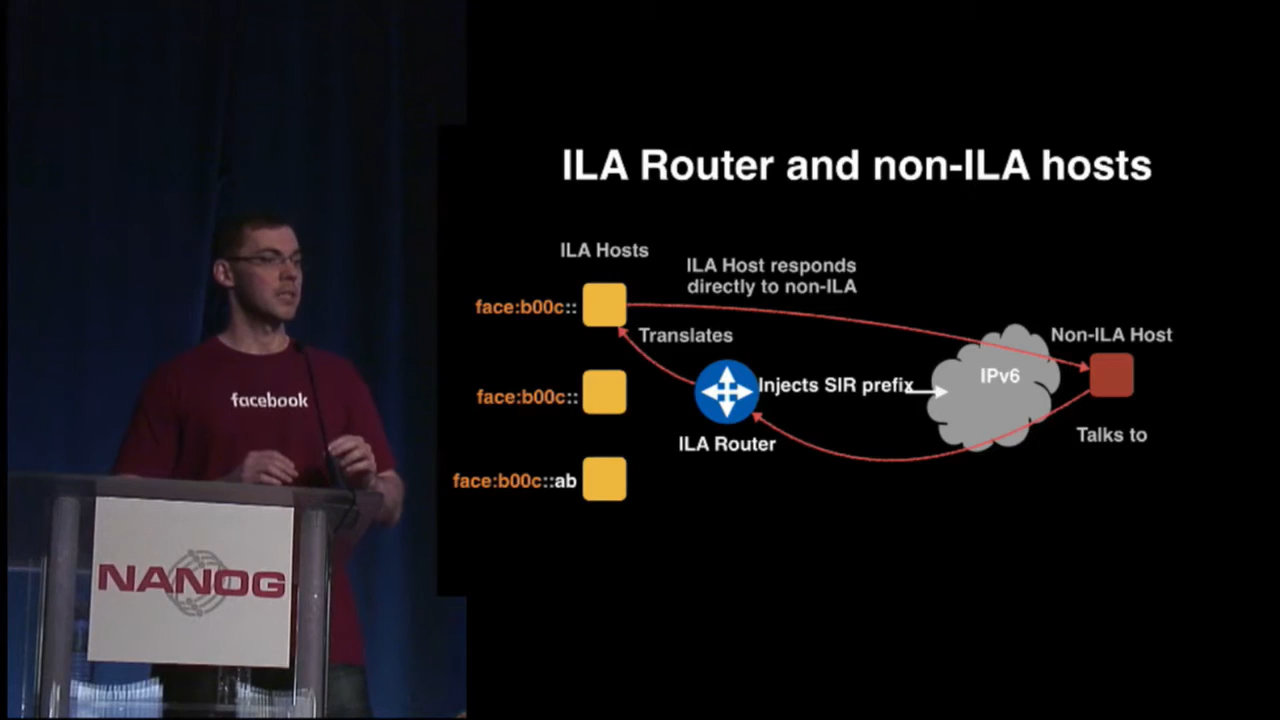 ILA Router and non-ILA hosts
ILA Hosts
ILA Host responds
directly to non-ILA
face:b00c::
Translates
Non-ILA Host
IPv6
Injects SIR prefix
face:b00c::
ILA Router
Talks to
face:b00c::ab
facebook
NANOG